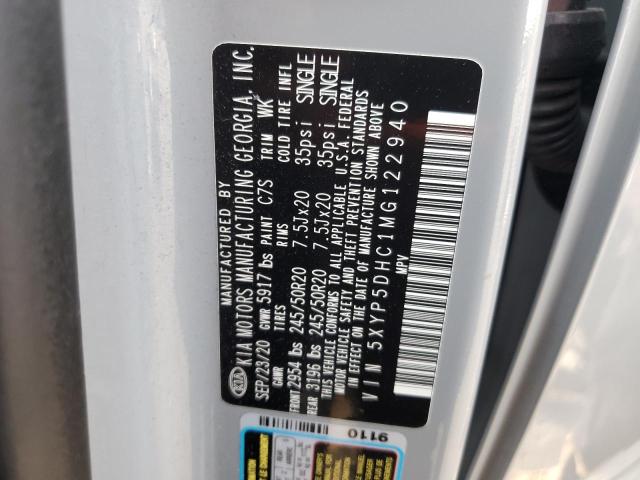 MANUFACTURED BY
KIA KIA MOTORS MANUFACTURING GEORGIA, INC.
SEP/23/20 GVWR 5917 lbs PAINT C7S TRIM WK
GAWR TIRES RIMS COLD TIRE INFL
FRONT 2954 lbs 245/50R20 7.5Jx20 35psi SINGLE
REAR 3196 lbs 245/50R20 7.5Jx20 35psi SINGLE
THIS VEHICLE CONFORMS TO ALL APPLICABLE U.S.A. FEDERAL
MOTOR VEHICLE SAFETY AND THEFT PREVENTION STANDARDS
IN EFFECT ON THE DATE OF MANUFACTURE SHOWN ABOVE
VIN 5XYP5DHC1MG122940
MPV
9110